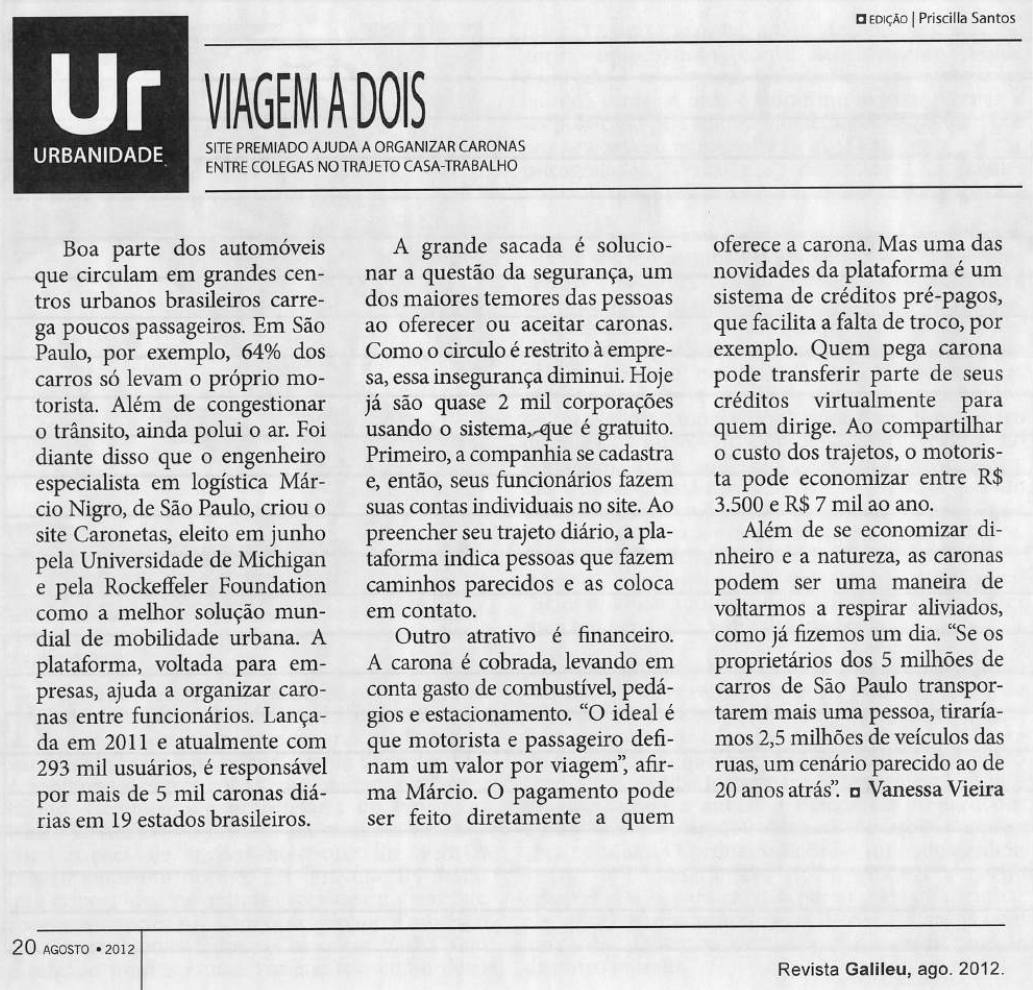 EDIÇÃO | Priscilla Santos
Ur
URBANIDADE
VIAGEM A DOIS
SITE PREMIADO AJUDA A ORGANIZAR CARONAS
ENTRE COLEGAS NO TRAJETO CASA-TRABALHO
Boa parte dos automóveis
que circulam em grandes cen-
tros urbanos brasileiros carre-
ga poucos passageiros. Em São
Paulo, por exemplo, 64% dos
carros só levam o próprio mo-
torista. Além de congestionar
o trânsito, ainda polui o ar. Foi
diante disso que o engenheiro
especialista em logística Már-
cio Nigro, de São Paulo, criou o
site Caronetas, eleito em junho
pela Universidade de Michigan
e pela Rockeffeler Foundation
como a melhor solução mun-
dial de mobilidade urbana. A
plataforma, voltada para em-
presas, ajuda a organizar caro-
nas entre funcionários. Lança-
da em 2011 e atualmente com
293 mil usuários, é responsável
por mais de 5 mil caronas diá-
rias em 19 estados brasileiros.
A grande sacada é solucio-
nar a questão da segurança, um
dos maiores temores das pessoas
ao oferecer ou aceitar caronas.
Como o circulo é restrito à empre-
sa, essa insegurança diminui. Hoje
já são quase 2 mil corporações
usando o sistema, que é gratuito.
Primeiro, a companhia se cadastra
e, então, seus funcionários fazem
suas contas individuais no site. Ao
preencher seu trajeto diário, a pla-
taforma indica pessoas que fazem
caminhos parecidos e as coloca
em contato.
Outro atrativo é financeiro.
A carona é cobrada, levando em
conta gasto de combustível, pedá-
gios e estacionamento. “O ideal é
que motorista e passageiro defi-
nam um valor por viagem”, afir-
ma Márcio. O pagamento pode
ser feito diretamente a quem
oferece a carona. Mas uma das
novidades da plataforma é um
sistema de créditos pré-pagos,
que facilita a falta de troco, por
exemplo. Quem pega carona
pode transferir parte de seus
créditos virtualmente para
quem dirige. Ao compartilhar
o custo dos trajetos, o motoris-
ta pode economizar entre R$
3.500 e R$ 7 mil ao ano.
Além de se economizar di-
nheiro e a natureza, as caronas
podem ser uma maneira de
voltarmos a respirar aliviados,
como já fizemos um dia. “Se os
proprietários dos 5 milhões de
carros de São Paulo transpor-
tarem mais uma pessoa, tiraría-
mos 2,5 milhões de veículos das
ruas, um cenário parecido ao de
20 anos atrás”. Vanessa Vieira
20 AGOSTO • 2012
Revista Galileu, ago. 2012.